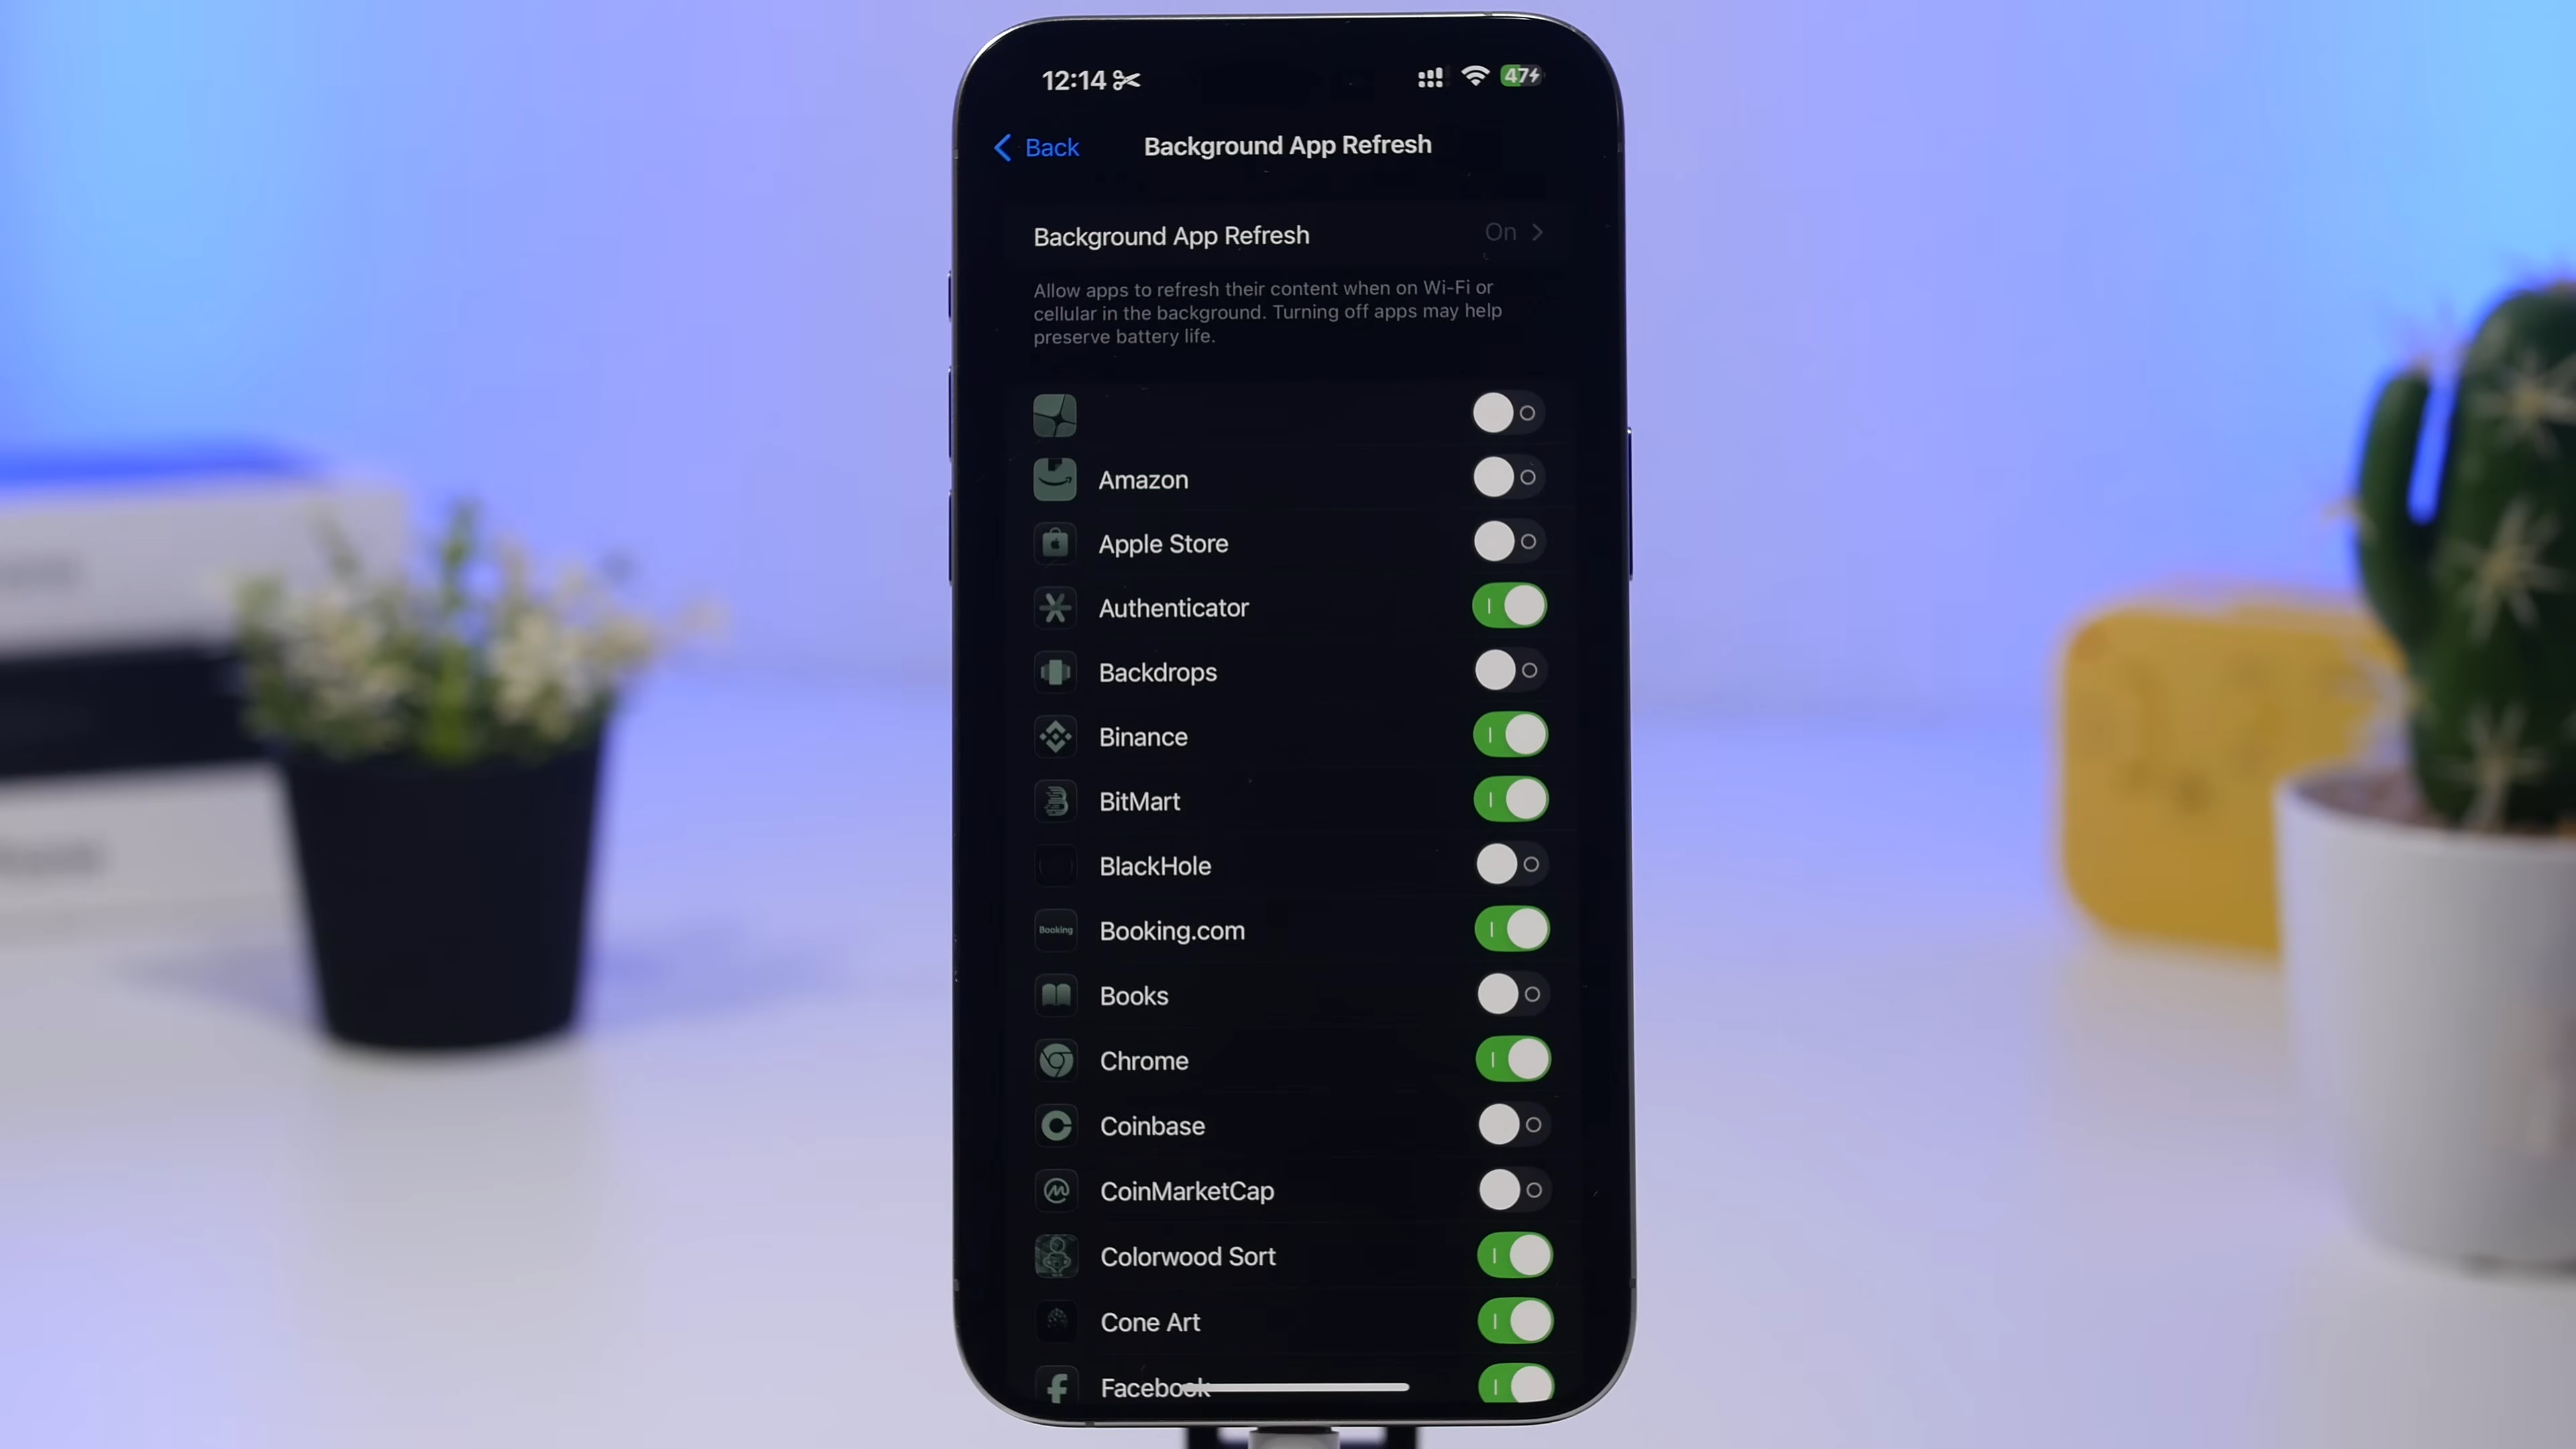 12:14
47
Back
Background App Refresh
Background App Refresh
On
Allow apps to refresh their content when on Wi-Fi or
cellular in the background. Turning off apps may help
preserve battery life.
Amazon
Apple Store
Authenticator
Backdrops
Binance
BitMart
BlackHole
Booking
Booking.com
Books
Chrome
Coinbase
CoinMarketCap
Colorwood Sort
Cone Art
Facebook